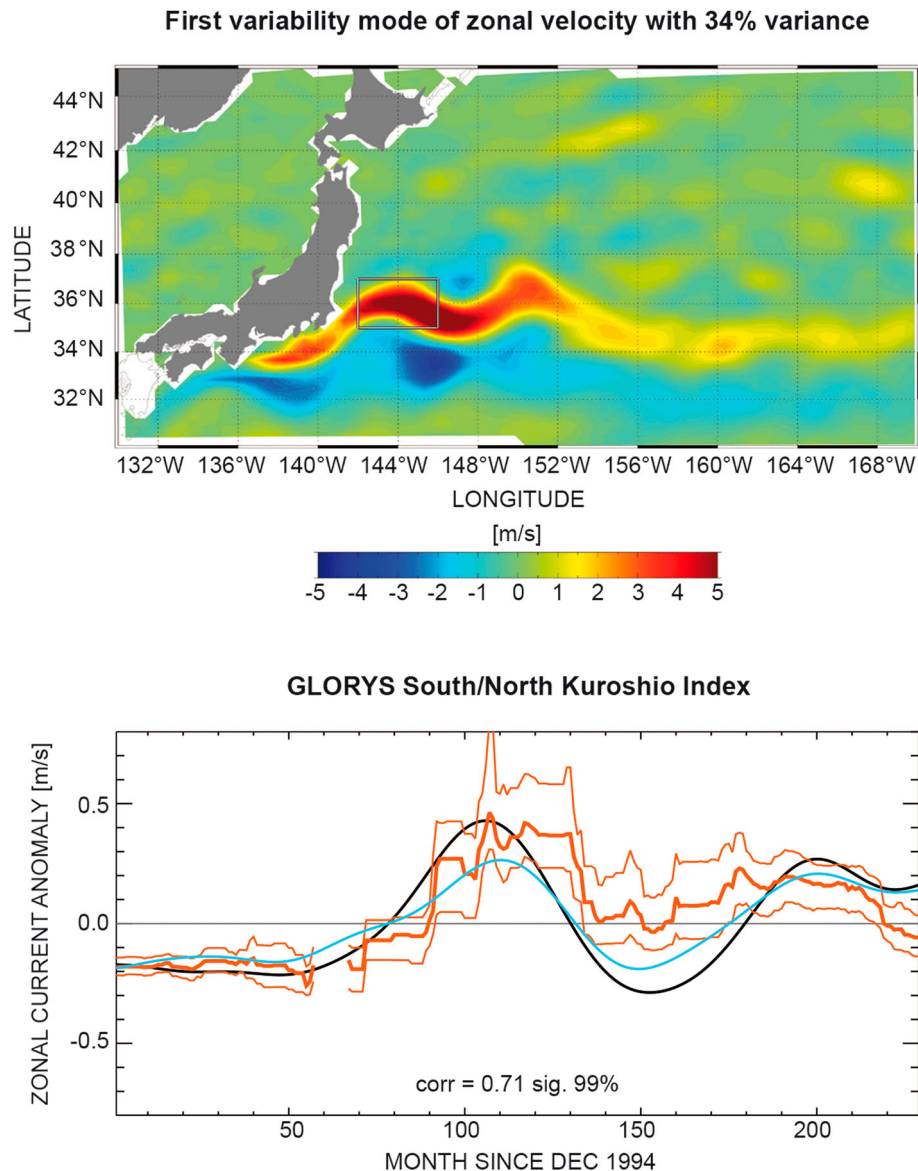 First variability mode of zonal velocity with 34% variance
44°N
42°N
40°N
38°N
36°N
34°N
32°N
LATITUDE
132°W 136°W 140°W 144°W 148°W 152°W 156°W 160°W 164°W 168°W
LONGITUDE
[m/s]
-5 -4 -3 -2 -1 0 1 2 3 4 5
GLORYS South/North Kuroshio Index
ZONAL CURRENT ANOMALY [m/s]
0.5
0.0
-0.5
corr = 0.71 sig. 99%
50 100 150 200
MONTH SINCE DEC 1994